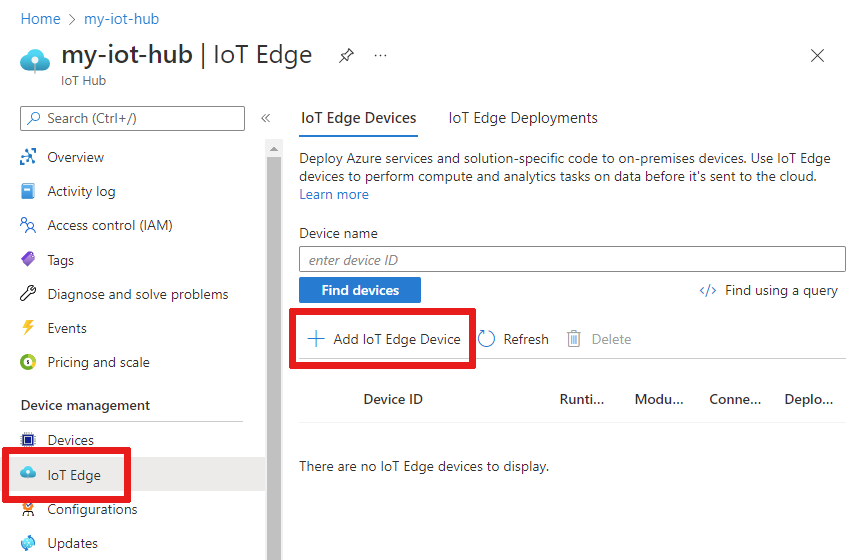 Home > my-iot-hub
my-iot-hub | IoT Edge ...
IoT Hub
Search (Ctrl+/)
«
Overview
Activity log
Access control (IAM)
Tags
Diagnose and solve problems
Events
Pricing and scale
Device management
Devices
IoT Edge
Configurations
Updates
IoT Edge Devices IoT Edge Deployments
Deploy Azure services and solution-specific code to on-premises devices. Use IoT Edge
devices to perform compute and analytics tasks on data before it's sent to the cloud.
Learn more
Device name
enter device ID
Find devices </> Find using a query
+ Add IoT Edge Device Refresh Delete
Device ID Runti... Modu... Conne... Deplo...
There are no IoT Edge devices to display.